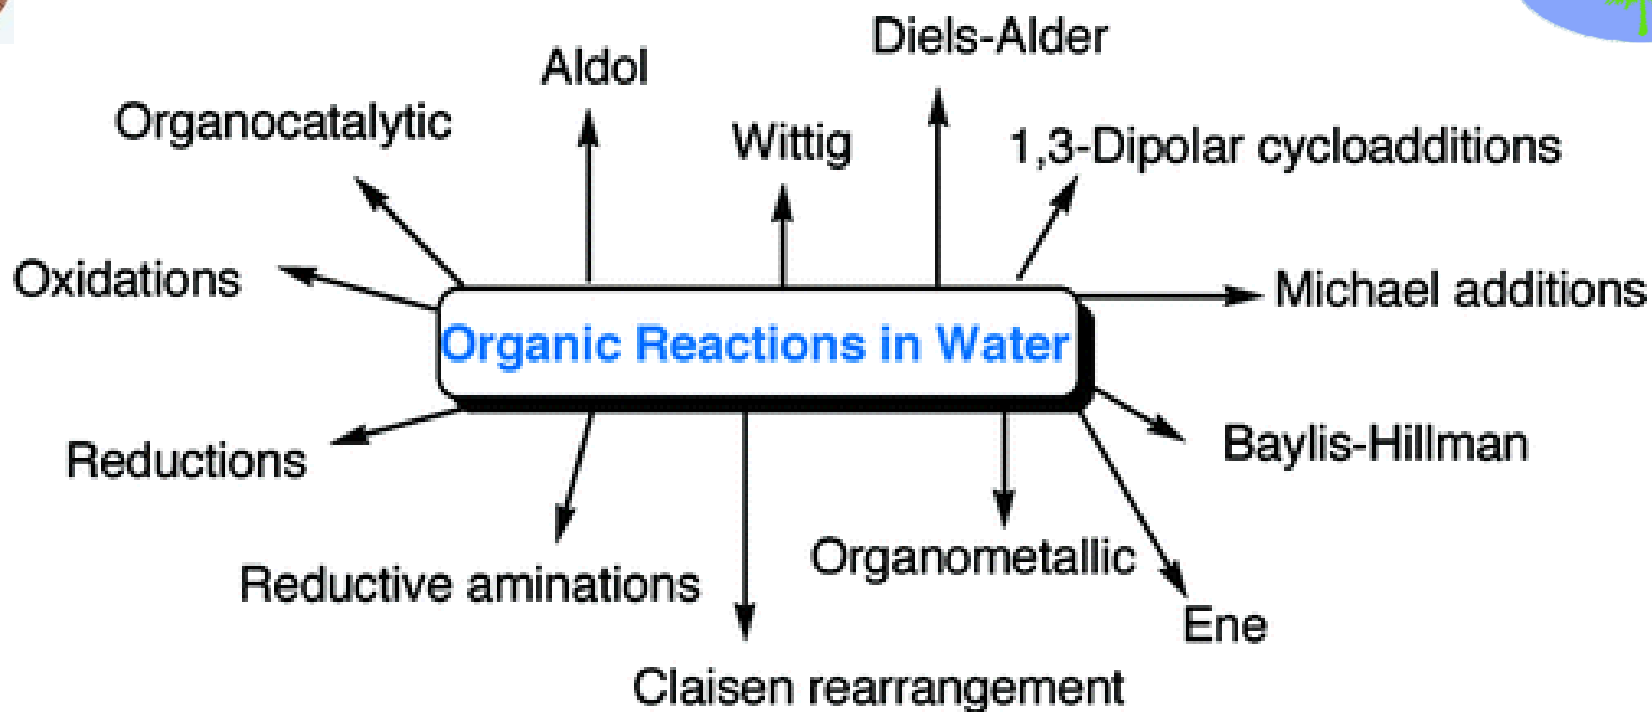 Diels-Alder
Aldol
Organocatalytic
Wittig
1,3-Dipolar cycloadditions
Oxidations
Michael additions
Organic Reactions in Water
Reductions
Baylis-Hillman
Organometallic
Reductive aminations
Ene
Claisen rearrangement